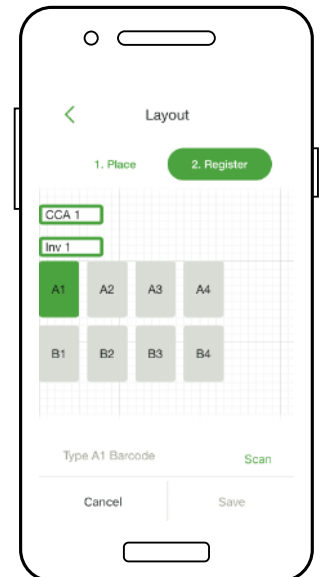 Layout
1. Place 2. Register
CCA 1
Inv 1
A1 A2 A3 A4
B1 B2 B3 B4
Type A1 Barcode Scan
Cancel Save